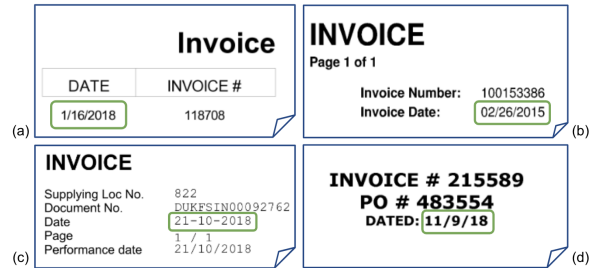 Invoice
DATE INVOICE #
1/16/2018 118708
(a)
INVOICE
Page 1 of 1
Invoice Number: 100153386
Invoice Date: 02/26/2015
(b)
INVOICE
Supplying Loc No. 822
Document No. DUKFSIN00092762
Date 21-10-2018
Page 1 / 1
Performance date 21/10/2018
(c)
INVOICE # 215589
PO # 483554
DATED: 11/9/18
(d)